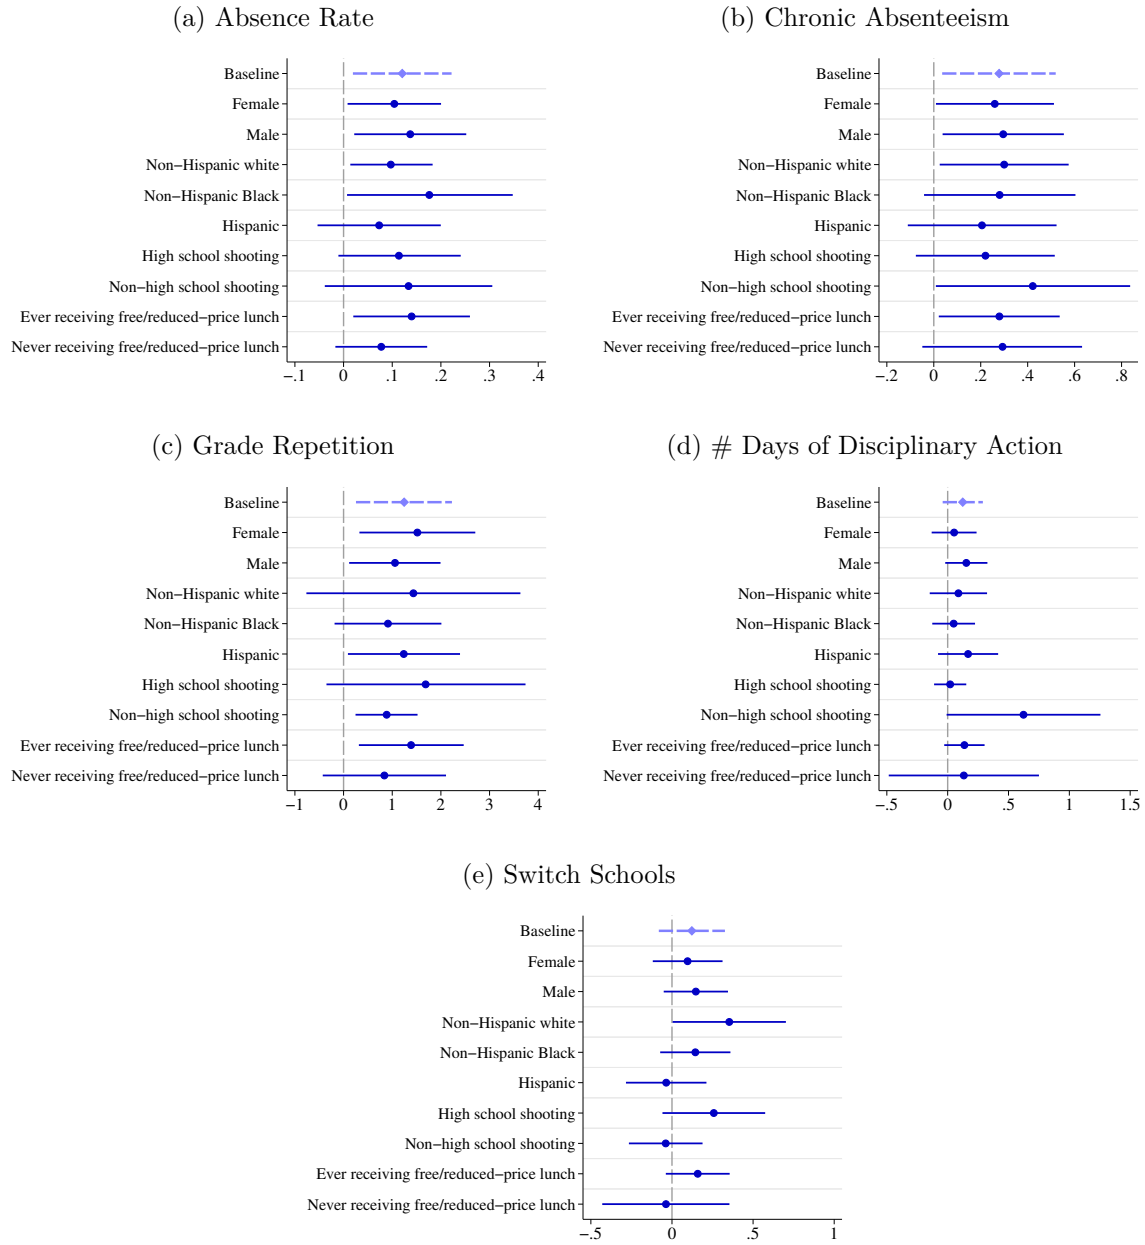 (a) Absence Rate
Baseline
Female
Male
Non−Hispanic white
Non−Hispanic Black
Hispanic
High school shooting
Non−high school shooting
Ever receiving free/reduced−price lunch
Never receiving free/reduced−price lunch
−.1 0 .1 .2 .3 .4
(b) Chronic Absenteeism
Baseline
Female
Male
Non−Hispanic white
Non−Hispanic Black
Hispanic
High school shooting
Non−high school shooting
Ever receiving free/reduced−price lunch
Never receiving free/reduced−price lunch
−.2 0 .2 .4 .6 .8
(c) Grade Repetition
Baseline
Female
Male
Non−Hispanic white
Non−Hispanic Black
Hispanic
High school shooting
Non−high school shooting
Ever receiving free/reduced−price lunch
Never receiving free/reduced−price lunch
−1 0 1 2 3 4
(d) # Days of Disciplinary Action
Baseline
Female
Male
Non−Hispanic white
Non−Hispanic Black
Hispanic
High school shooting
Non−high school shooting
Ever receiving free/reduced−price lunch
Never receiving free/reduced−price lunch
−.5 0 .5 1 1.5
(e) Switch Schools
Baseline
Female
Male
Non−Hispanic white
Non−Hispanic Black
Hispanic
High school shooting
Non−high school shooting
Ever receiving free/reduced−price lunch
Never receiving free/reduced−price lunch
−.5 0 .5 1